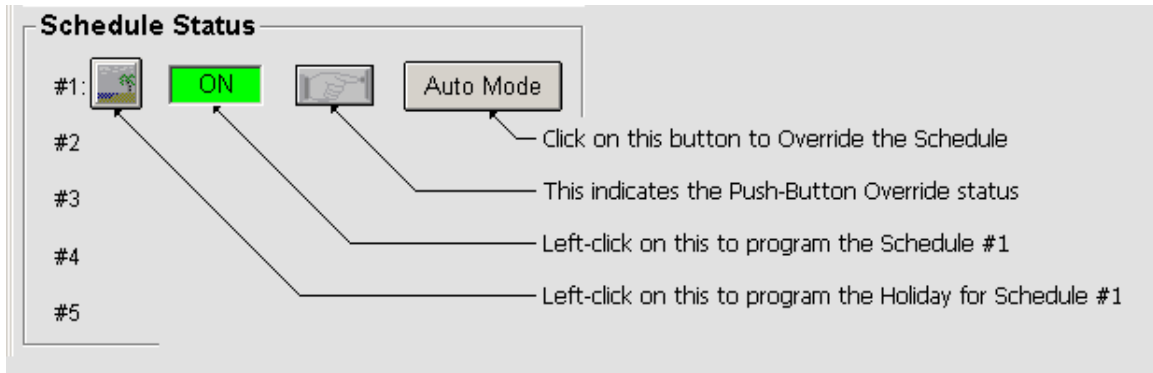 Schedule Status
#1: ON Auto Mode
#2 Click on this button to Override the Schedule
#3 This indicates the Push-Button Override status
#4 Left-click on this to program the Schedule #1
#5 Left-click on this to program the Holiday for Schedule #1